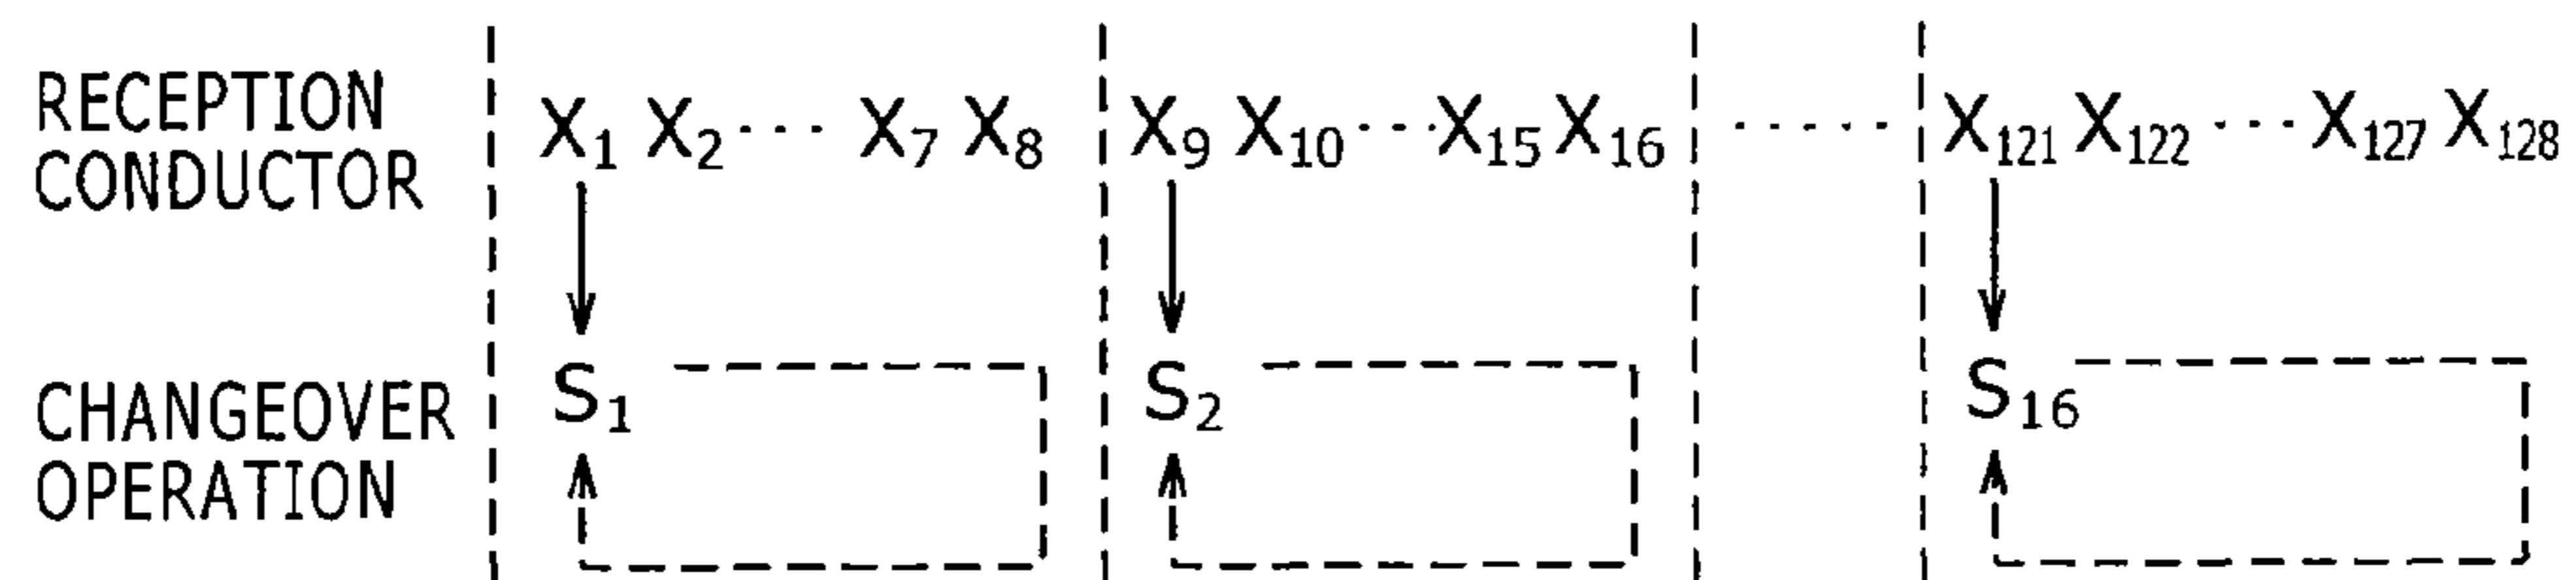 RECEPTION
CONDUCTOR
X₁ X₂··· X₇ X₈ X₉ X₁₀···X₁₅ X₁₆ ····· X₁₂₁ X₁₂₂ ··· X₁₂₇ X₁₂₈
CHANGEOVER
OPERATION
S₁ S₂ S₁₆